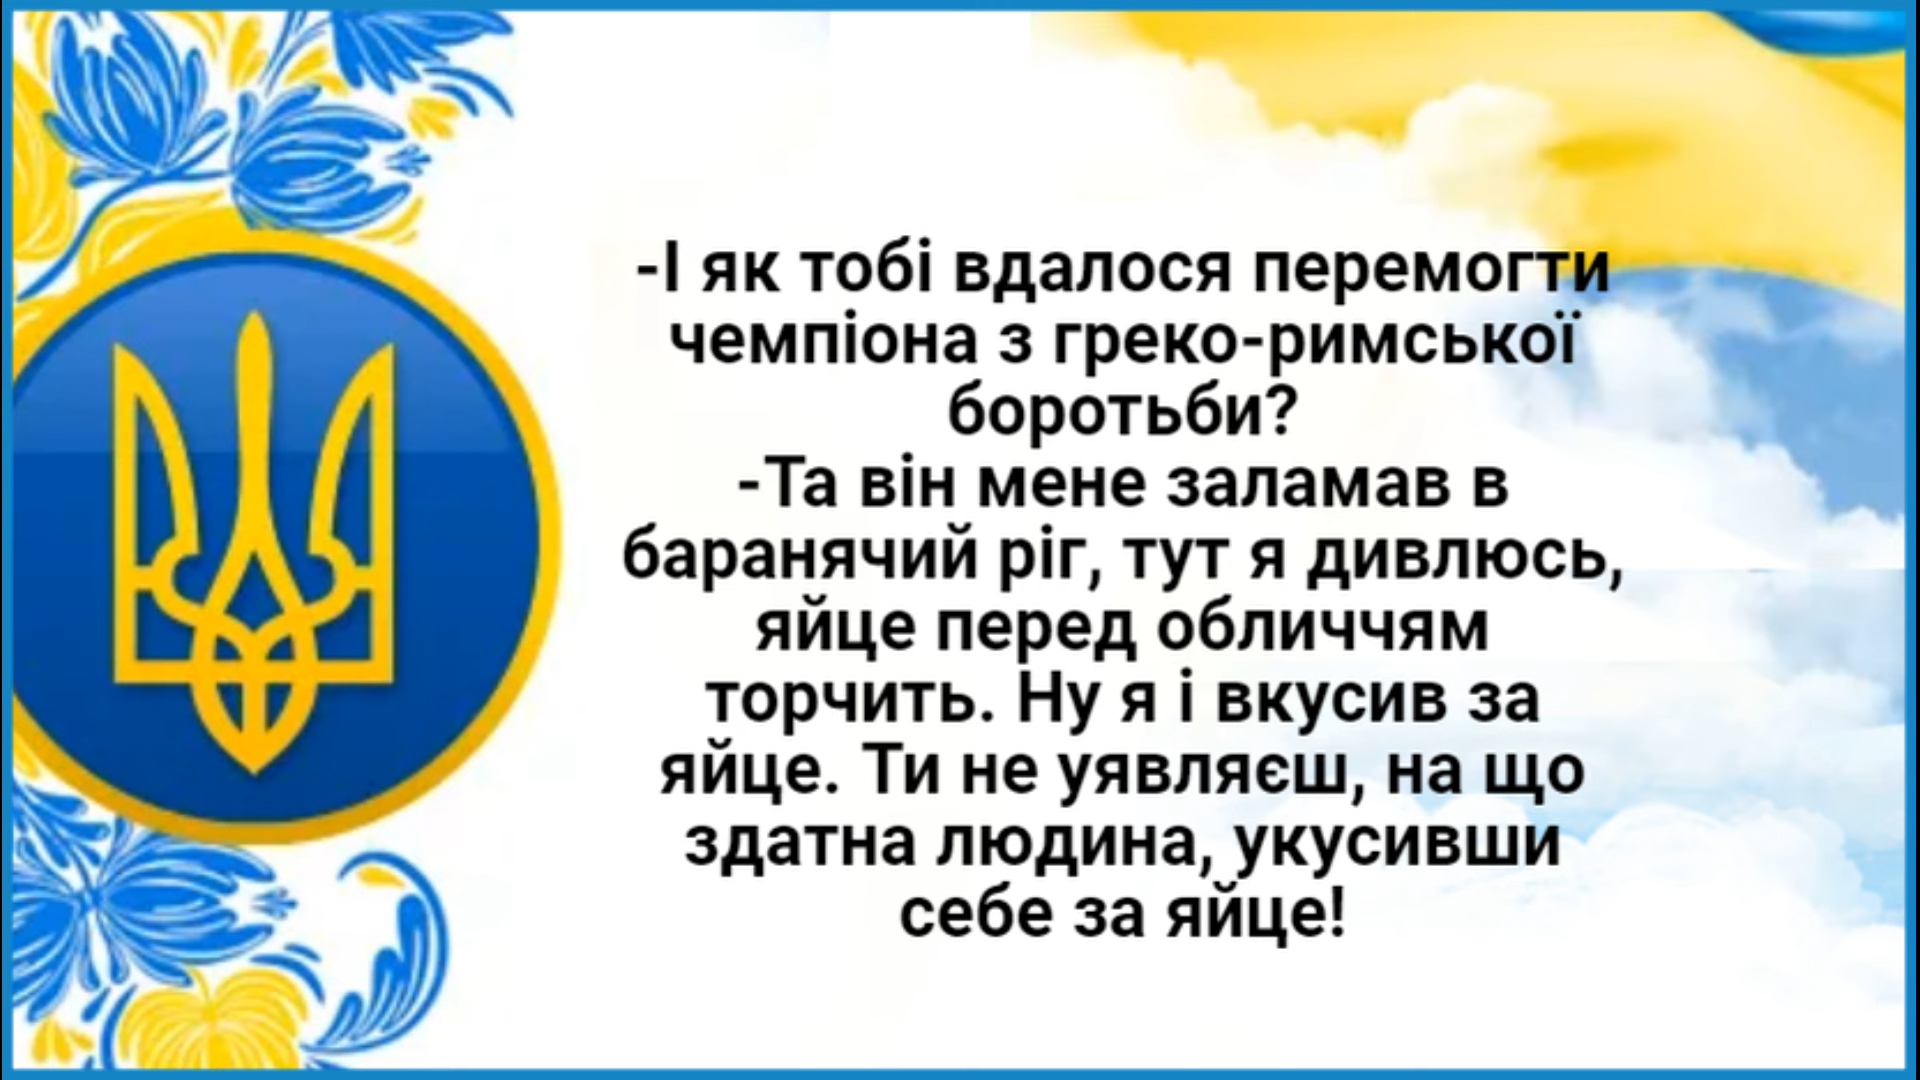 -І як тобі вдалося перемогти
чемпіона з греко-римської
боротьби?
-Та він мене заламав в
баранячий ріг, тут я дивлюсь,
яйце перед обличчям
торчить. Ну я і вкусив за
яйце. Ти не уявляєш, на що
здатна людина, укусивши
себе за яйце!